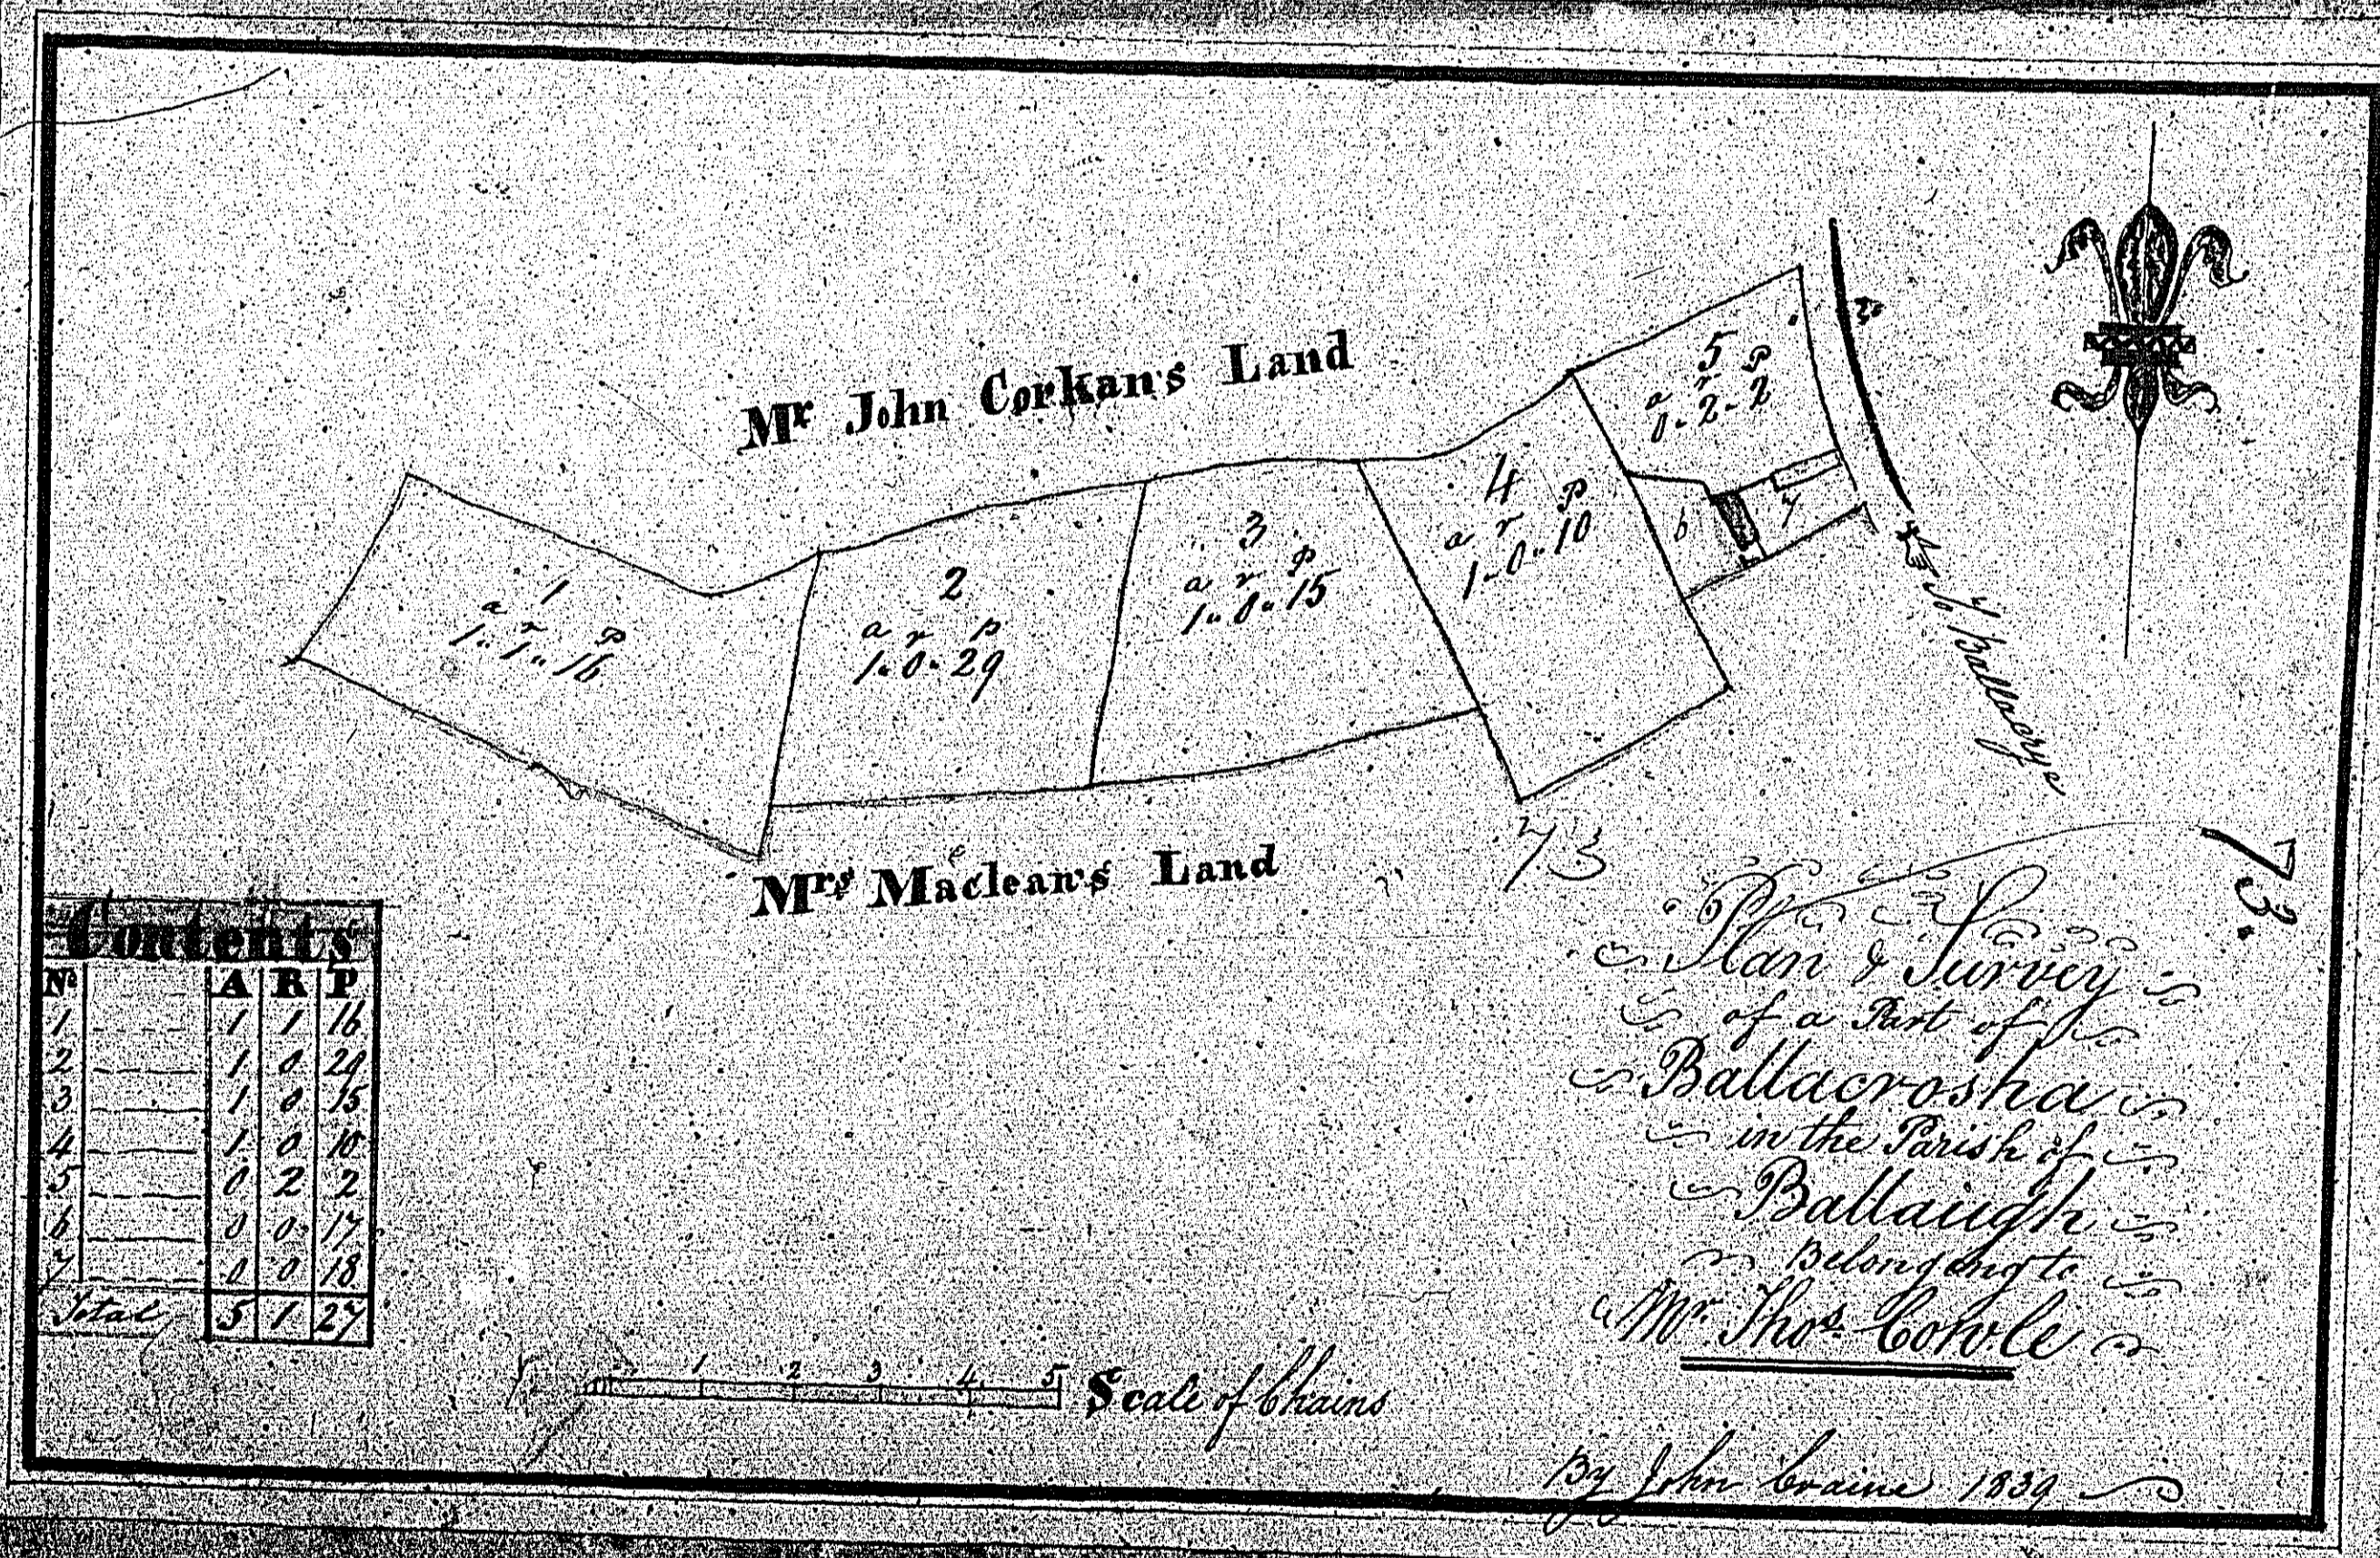 Mr John Corkan's Land
5
a r P
0 - 2 - 2
4
a r P
1 - 0 - 10
3
a r P
1 " 0 " 15
2
a r p
1 " 0 - 29
1
a r P
1 " 1 " 16
6
7
Ballacrye
Mrs Maclean's Land
73
73.
Contents
No A R P
1 1 1 16
2 1 0 29
3 1 0 15
4 1 0 10
5 0 2 2
6 0 0 17
7 0 0 18
Total 5 1 27
Plan & Survey
of a Part of
Ballacrosha
in the Parish of
Ballaugh
Belonging to
Mr. Thos. Cowle
1 2 3 4 5 Scale of Chains
By John Craine 1839